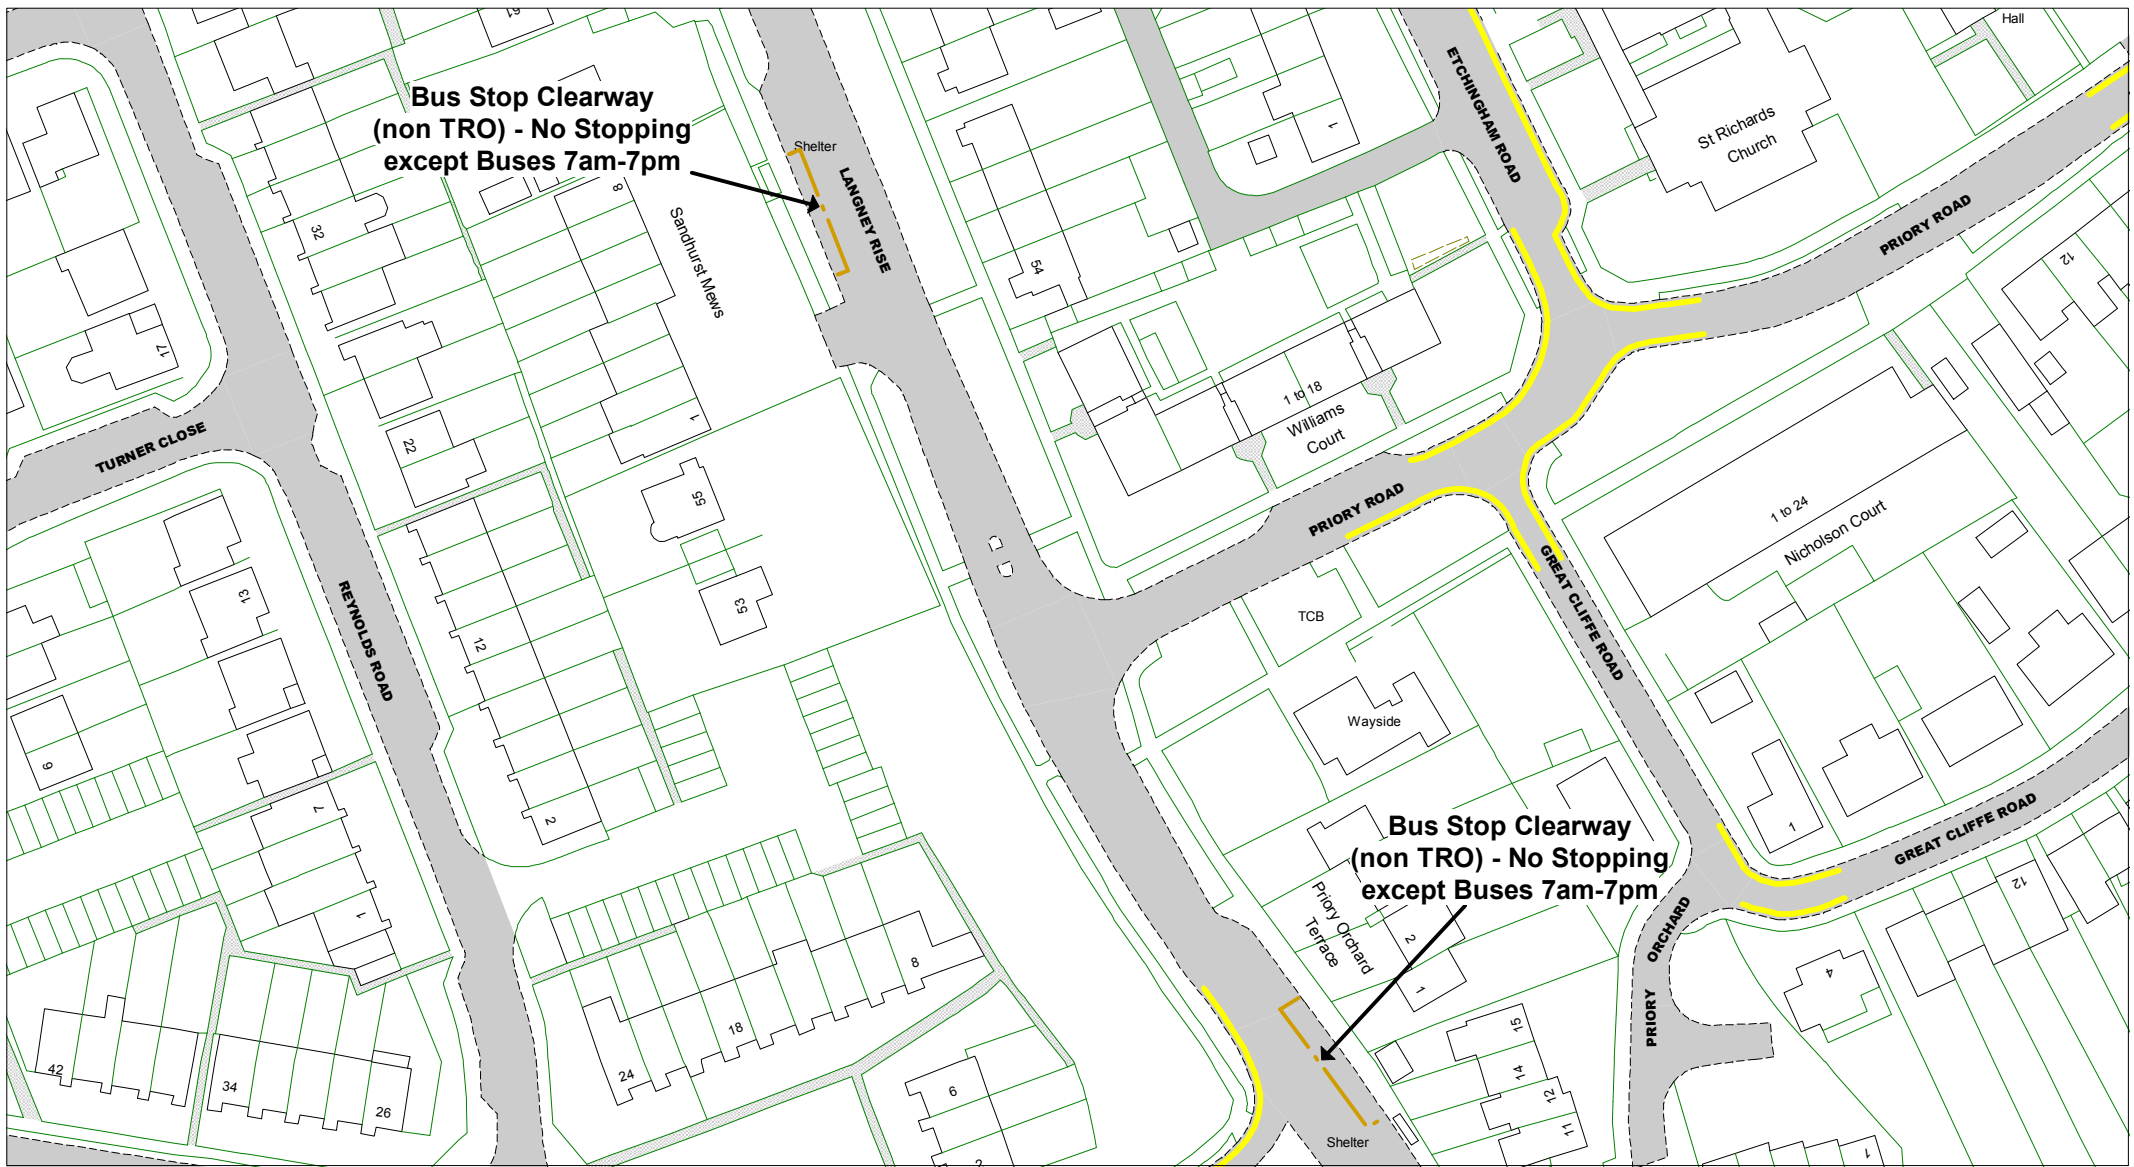 61
Hall
Bus Stop Clearway
(non TRO) - No Stopping
except Buses 7am-7pm
Shelter
ETCHINGHAM ROAD
1
St Richards
Church
LANGNEY RISE
PRIORY ROAD
32
8
Sandhurst Mews
54
12
17
1
1 to 18
Williams
Court
TURNER CLOSE
22
55
PRIORY ROAD
1 to 24
Nicholson Court
GREAT CLIFFE ROAD
REYNOLDS ROAD
13
53
TCB
12
Wayside
9
7
2
Bus Stop Clearway
(non TRO) - No Stopping
except Buses 7am-7pm
1
GREAT CLIFFE ROAD
Priory Orchard
Terrace
12
1
2
1
PRIORY ORCHARD
4
8
18
24
15
14
12
11
42
34
26
6
2
Shelter
1